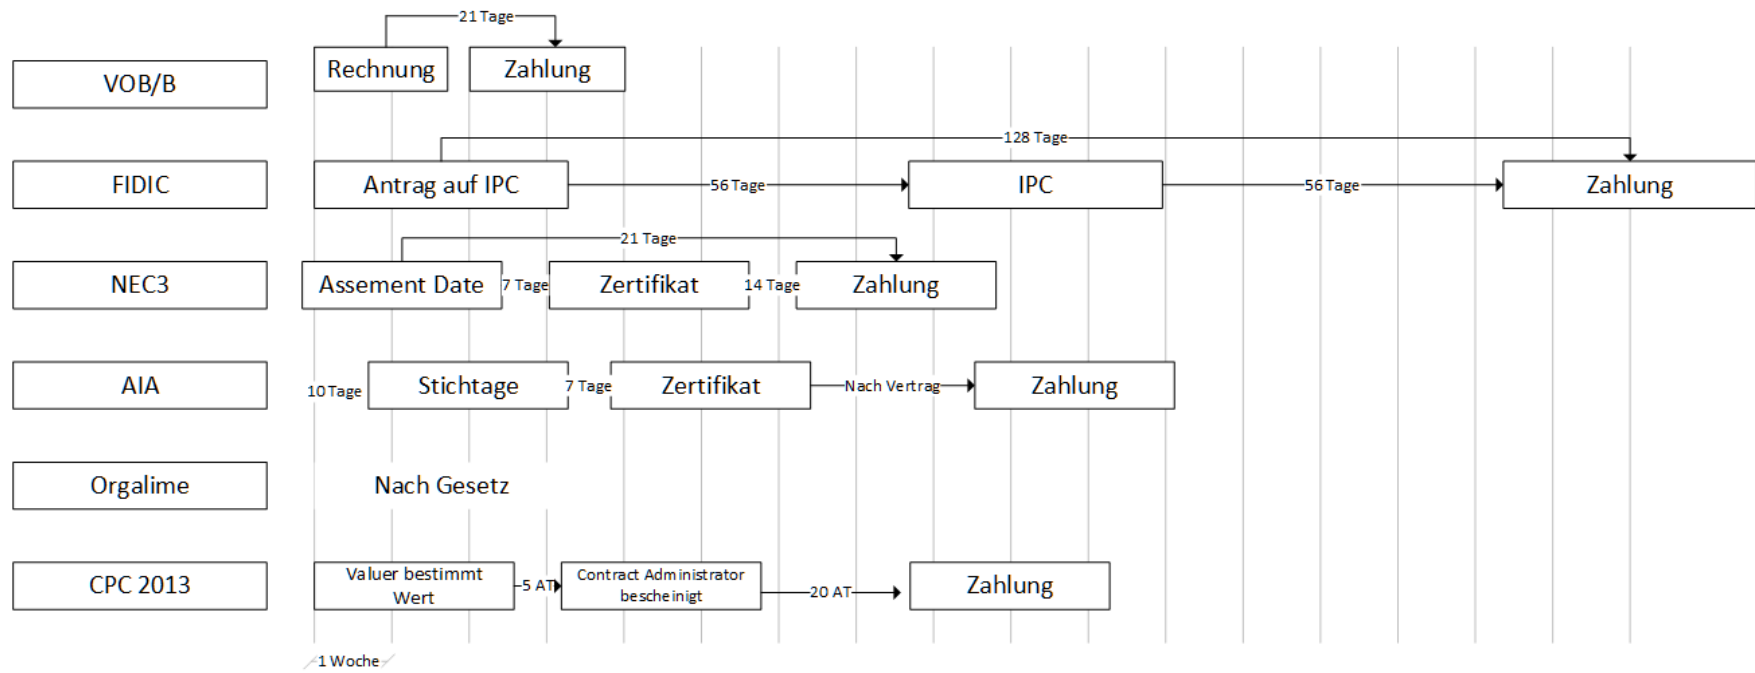 21 Tage
VOB/B
Rechnung
Zahlung
128 Tage
FIDIC
Antrag auf IPC
56 Tage
IPC
56 Tage
Zahlung
21 Tage
NEC3
Assement Date
7 Tage
Zertifikat
14 Tage
Zahlung
AIA
10 Tage
Stichtage
7 Tage
Zertifikat
Nach Vertrag
Zahlung
Orgalime
Nach Gesetz
CPC 2013
Valuer bestimmt
Wert
5 AT
Contract Administrator
bescheinigt
20 AT
Zahlung
1 Woche